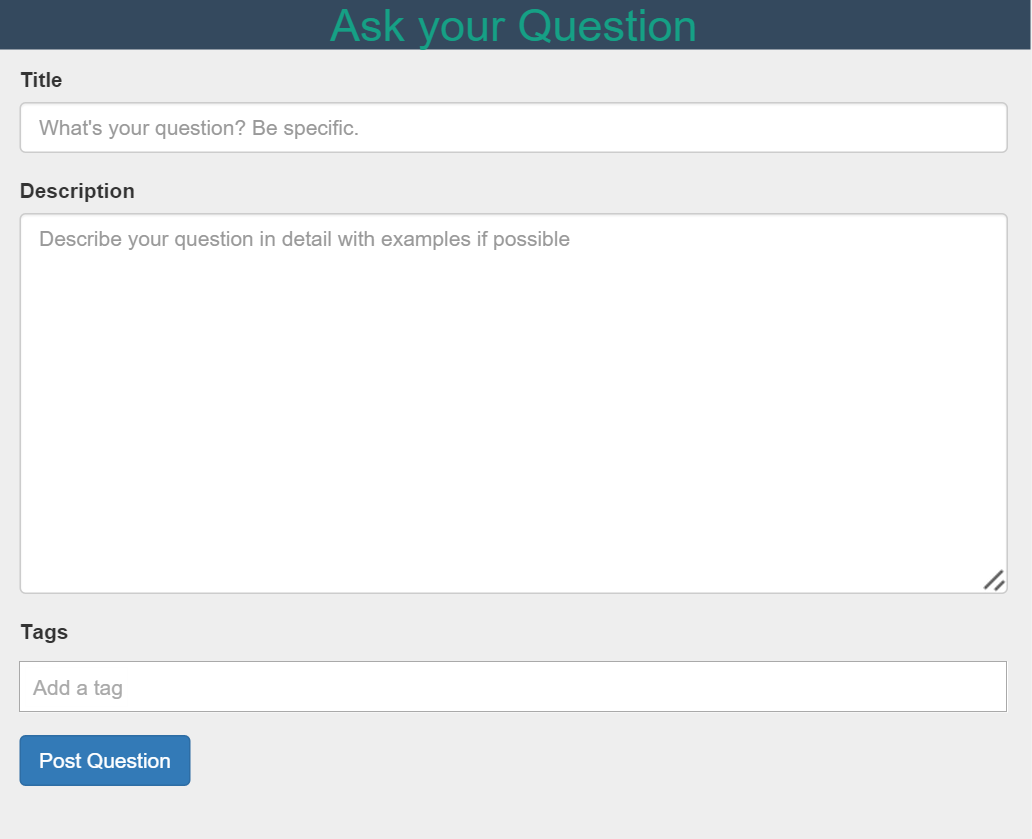 Ask your Question
Title
What's your question? Be specific.
Description
Describe your question in detail with examples if possible
Tags
Add a tag
Post Question